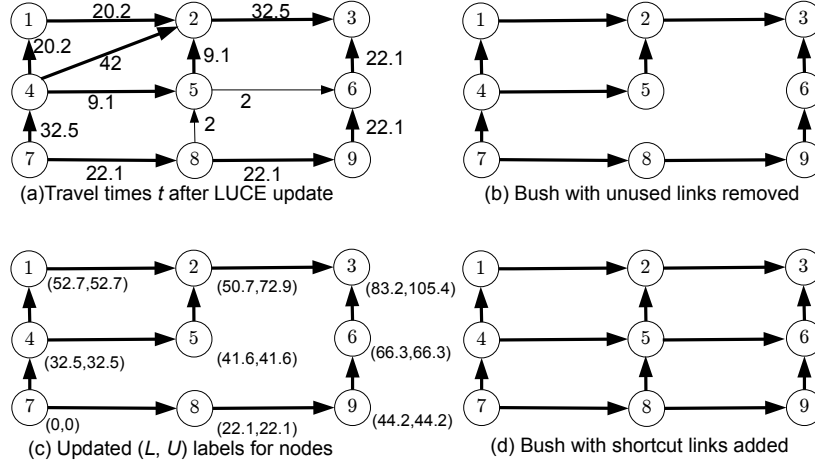 1 20.2 2 32.5 3
20.2 42 9.1 22.1
4 9.1 5 2 6
32.5 2 22.1
7 22.1 8 22.1 9
(a)Travel times t after LUCE update
1 2 3
4 5 6
7 8 9
(b) Bush with unused links removed
1 2 3
(52.7,52.7) (50.7,72.9) (83.2,105.4)
4 5 6
(32.5,32.5) (41.6,41.6) (66.3,66.3)
7 8 9
(0,0) (22.1,22.1) (44.2,44.2)
(c) Updated (L, U) labels for nodes
1 2 3
4 5 6
7 8 9
(d) Bush with shortcut links added